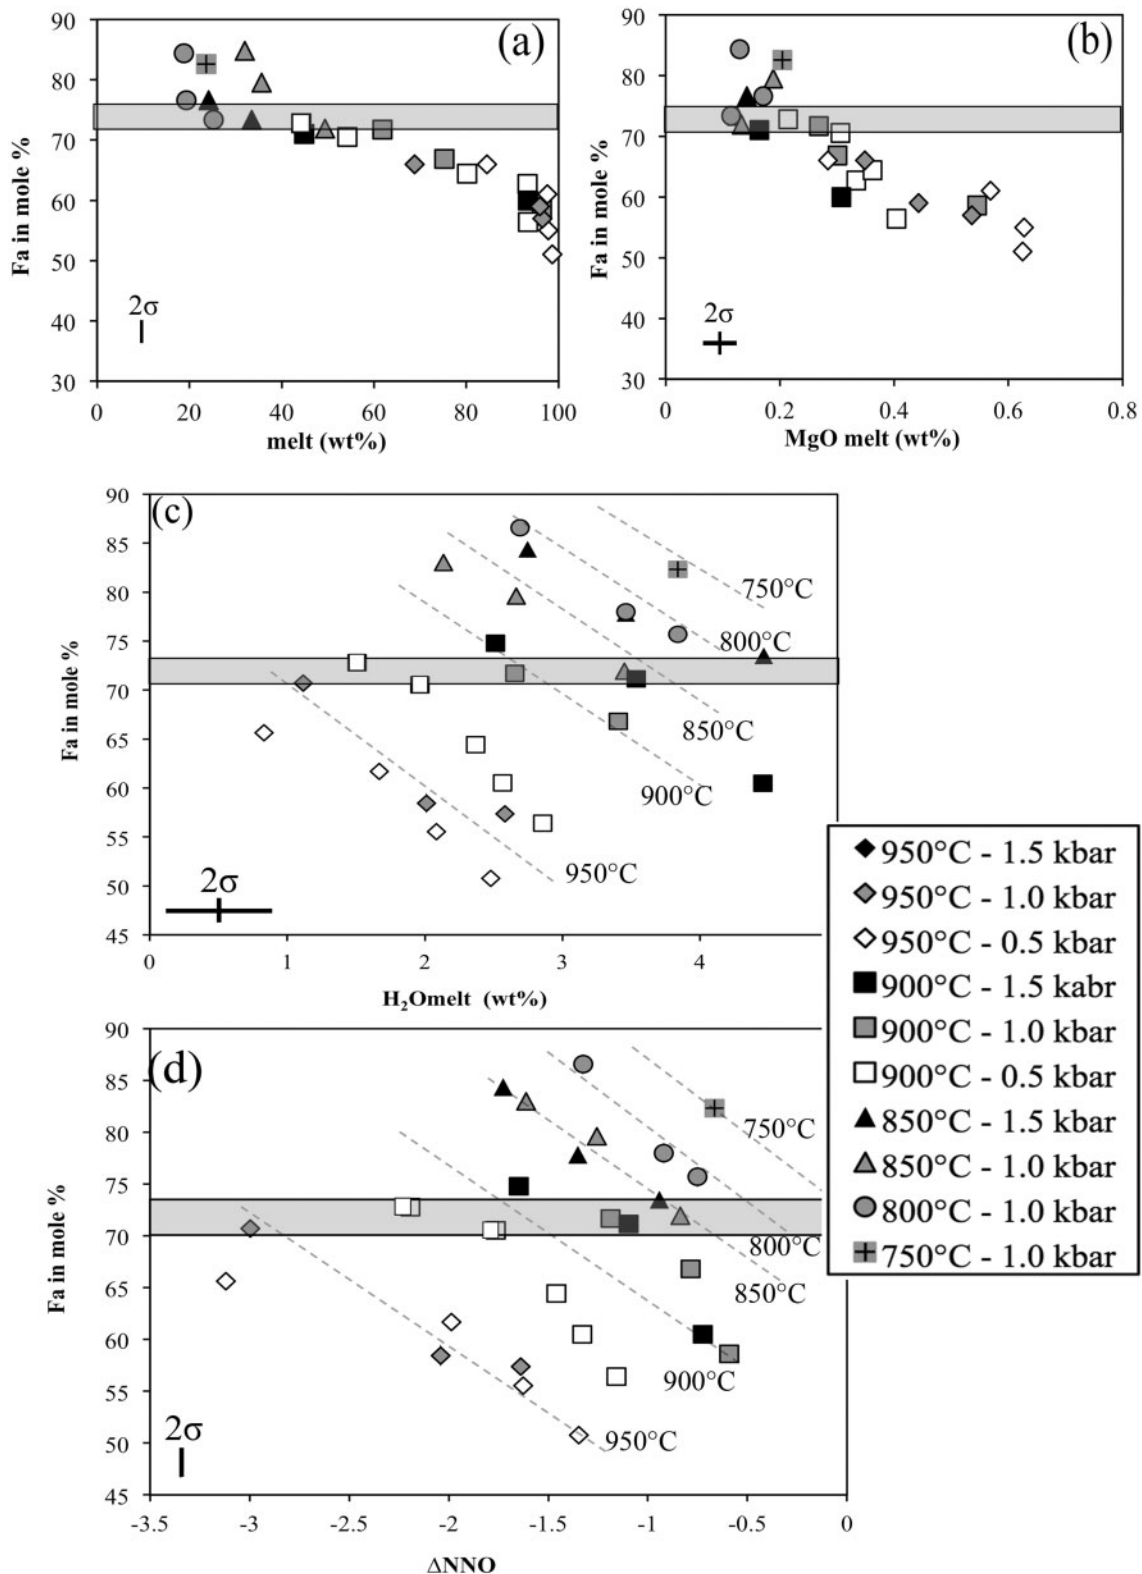 90
80
70
60
50
40
30
Fa in mole %
(a)
2σ
0 20 40 60 80 100
melt (wt%)
90
80
70
60
50
40
30
Fa in mole %
(b)
2σ
0 0.2 0.4 0.6 0.8
MgO melt (wt%)
90
85
80
75
70
65
60
55
50
45
Fa in mole %
(c)
750°C
800°C
850°C
900°C
950°C
2σ
0 1 2 3 4
H₂Omelt (wt%)
90
85
80
75
70
65
60
55
50
45
Fa in mole %
(d)
750°C
800°C
850°C
900°C
950°C
2σ
-3.5 -3 -2.5 -2 -1.5 -1 -0.5 0
ΔNNO
950°C - 1.5 kbar
950°C - 1.0 kbar
950°C - 0.5 kbar
900°C - 1.5 kabr
900°C - 1.0 kbar
900°C - 0.5 kbar
850°C - 1.5 kbar
850°C - 1.0 kbar
800°C - 1.0 kbar
750°C - 1.0 kbar